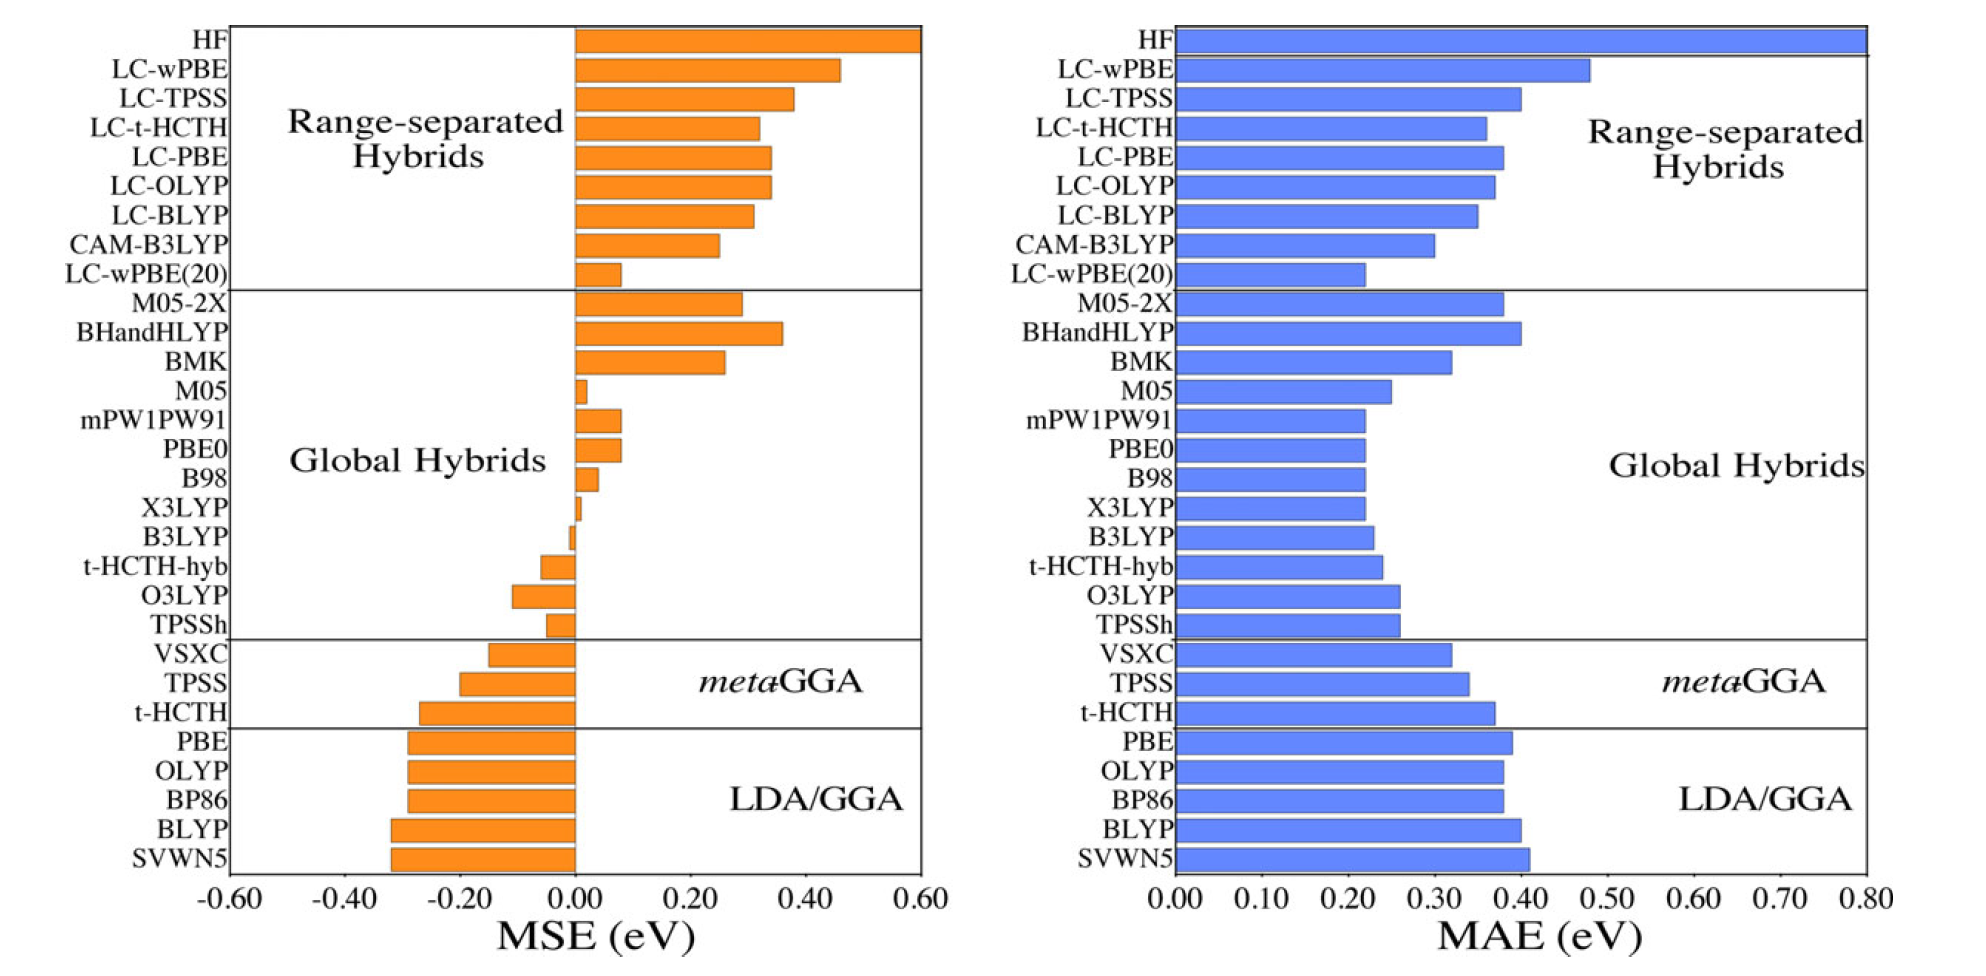 HF
LC-wPBE
LC-TPSS
LC-t-HCTH
LC-PBE
LC-OLYP
LC-BLYP
CAM-B3LYP
LC-wPBE(20)
M05-2X
BHandHLYP
BMK
M05
mPW1PW91
PBE0
B98
X3LYP
B3LYP
t-HCTH-hyb
O3LYP
TPSSh
VSXC
TPSS
t-HCTH
PBE
OLYP
BP86
BLYP
SVWN5
Range-separated
Hybrids
Global Hybrids
meta-GGA
LDA/GGA
-0.60 -0.40 -0.20 0.00 0.20 0.40 0.60
MSE (eV)
HF
LC-wPBE
LC-TPSS
LC-t-HCTH
LC-PBE
LC-OLYP
LC-BLYP
CAM-B3LYP
LC-wPBE(20)
M05-2X
BHandHLYP
BMK
M05
mPW1PW91
PBE0
B98
X3LYP
B3LYP
t-HCTH-hyb
O3LYP
TPSSh
VSXC
TPSS
t-HCTH
PBE
OLYP
BP86
BLYP
SVWN5
Range-separated
Hybrids
Global Hybrids
meta-GGA
LDA/GGA
0.00 0.10 0.20 0.30 0.40 0.50 0.60 0.70 0.80
MAE (eV)